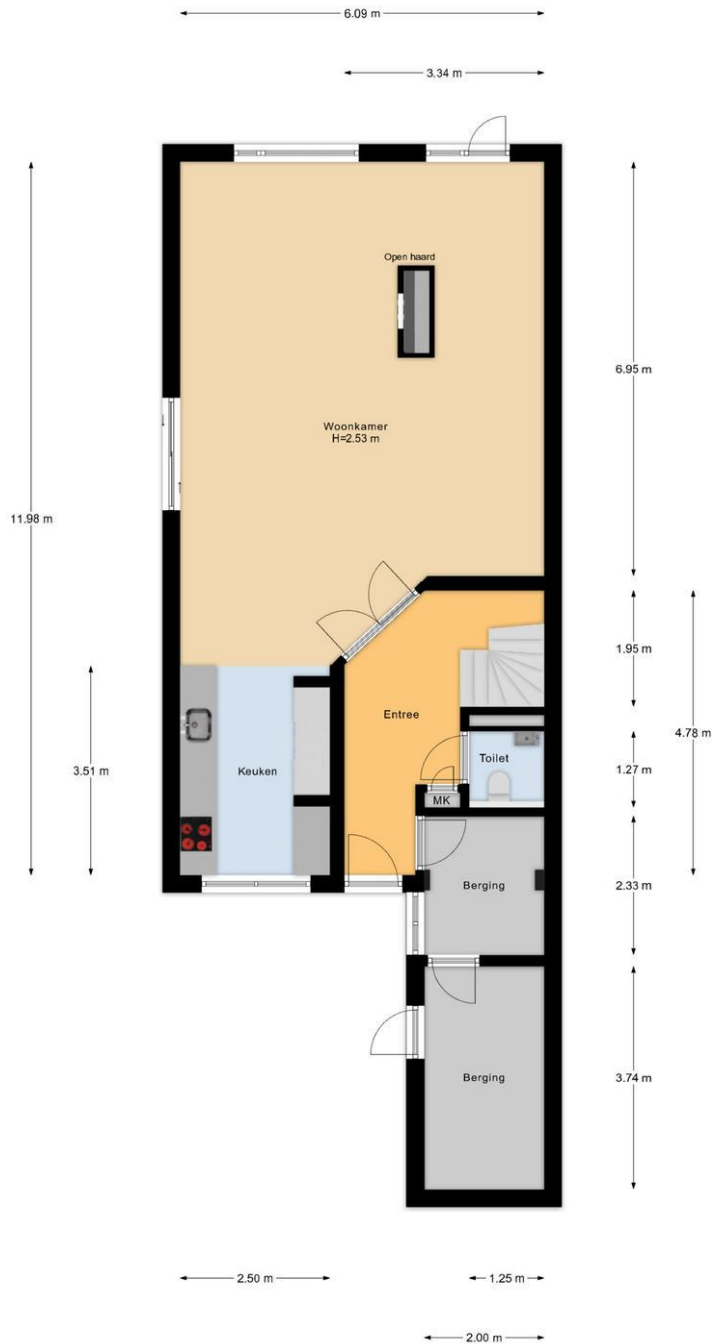 6.09 m
3.34 m
Open haard
6.95 m
Woonkamer
H=2.53 m
11.98 m
1.95 m
4.78 m
3.51 m
Entree
Toilet
1.27 m
Keuken
MK
Berging
2.33 m
Berging
3.74 m
2.50 m
1.25 m
2.00 m